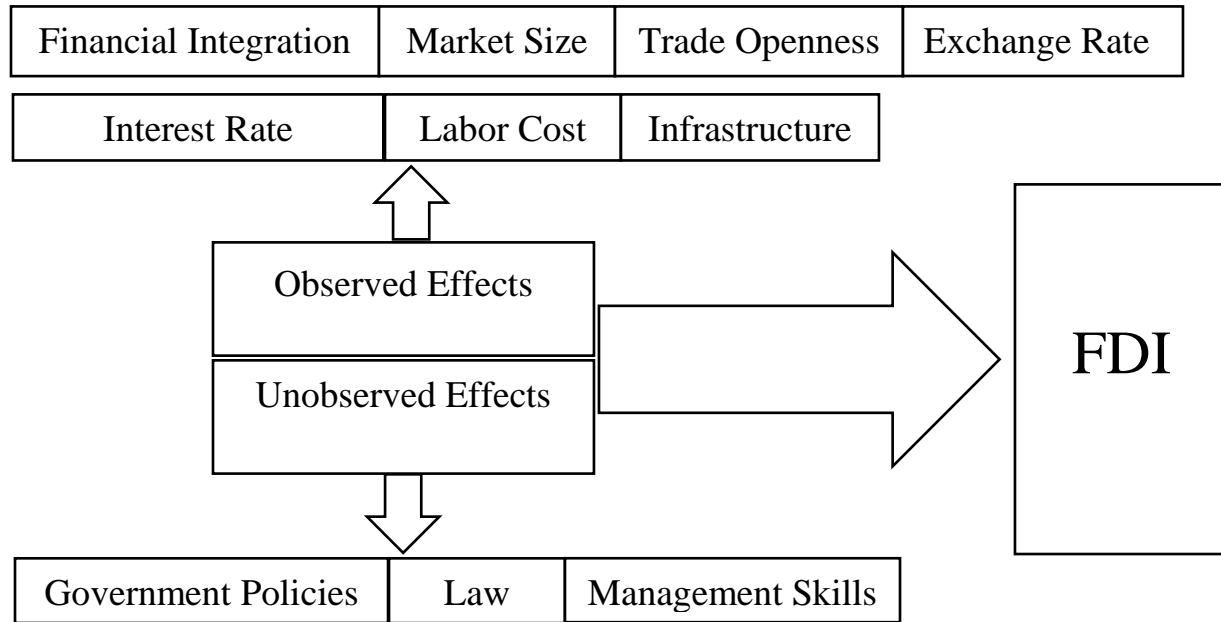 Financial Integration Market Size Trade Openness Exchange Rate
Interest Rate Labor Cost Infrastructure
Observed Effects
Unobserved Effects
FDI
Government Policies Law Management Skills